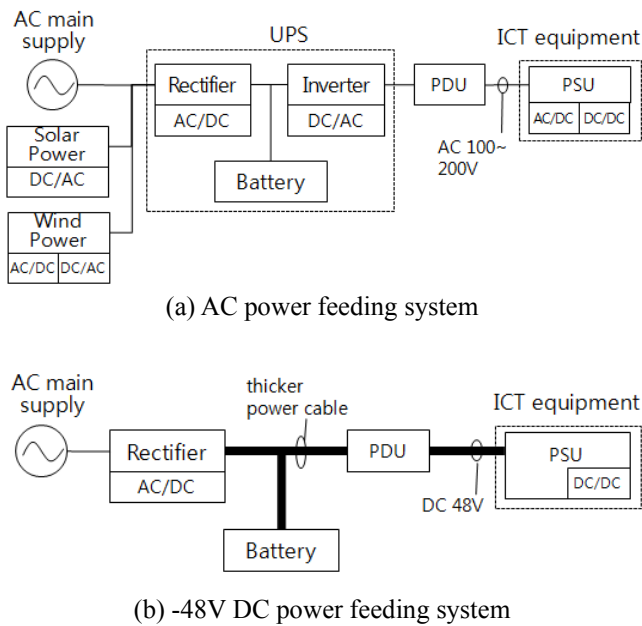 AC main
supply
UPS
ICT equipment
Rectifier
AC/DC
Inverter
DC/AC
PDU
PSU
AC/DC
DC/DC
Solar
Power
DC/AC
AC 100~
200V
Battery
Wind
Power
AC/DC
DC/AC
(a) AC power feeding system
AC main
supply
thicker
power cable
ICT equipment
Rectifier
AC/DC
PDU
PSU
DC/DC
DC 48V
Battery
(b) -48V DC power feeding system